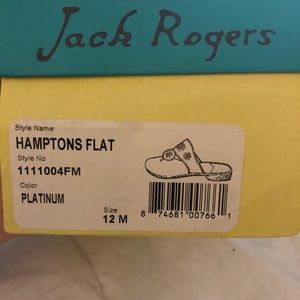 Jack Rogers
Style Name
HAMPTONS FLAT
Style No
1111004FM
Color
PLATINUM
Size
12 M
8 74681 00766 1